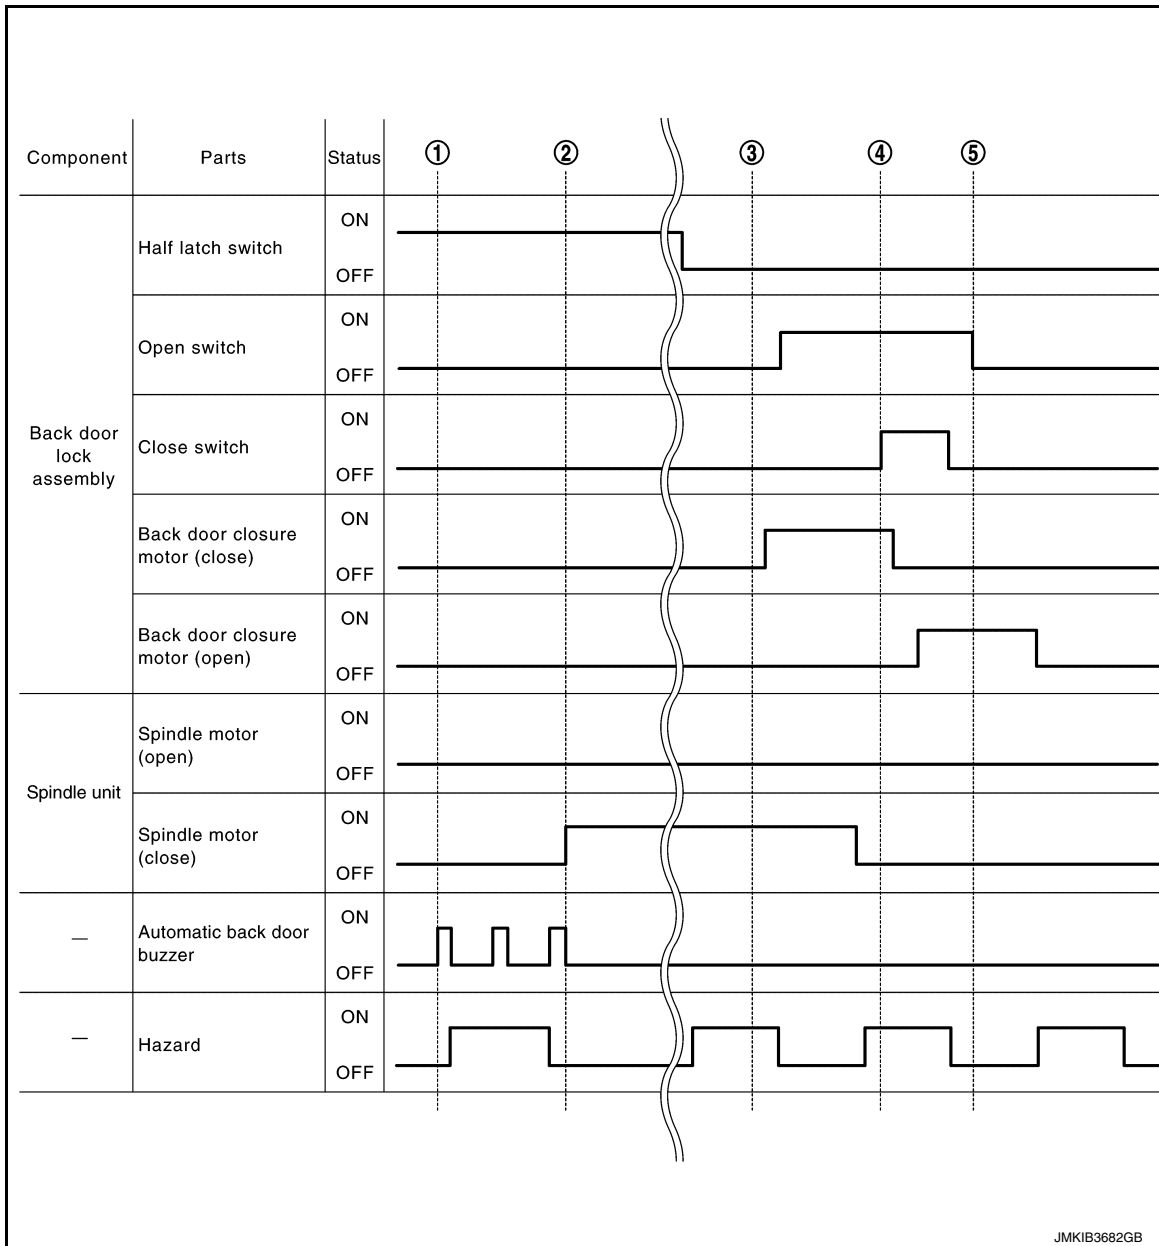 Component Parts Status ① ② ③ ④ ⑤
Back door
lock
assembly
Half latch switch
ON
OFF
Open switch
ON
OFF
Close switch
ON
OFF
Back door closure
motor (close)
ON
OFF
Back door closure
motor (open)
ON
OFF
Spindle unit
Spindle motor
(open)
ON
OFF
Spindle motor
(close)
ON
OFF
—
Automatic back door
buzzer
ON
OFF
—
Hazard
ON
OFF
JMKIB3682GB